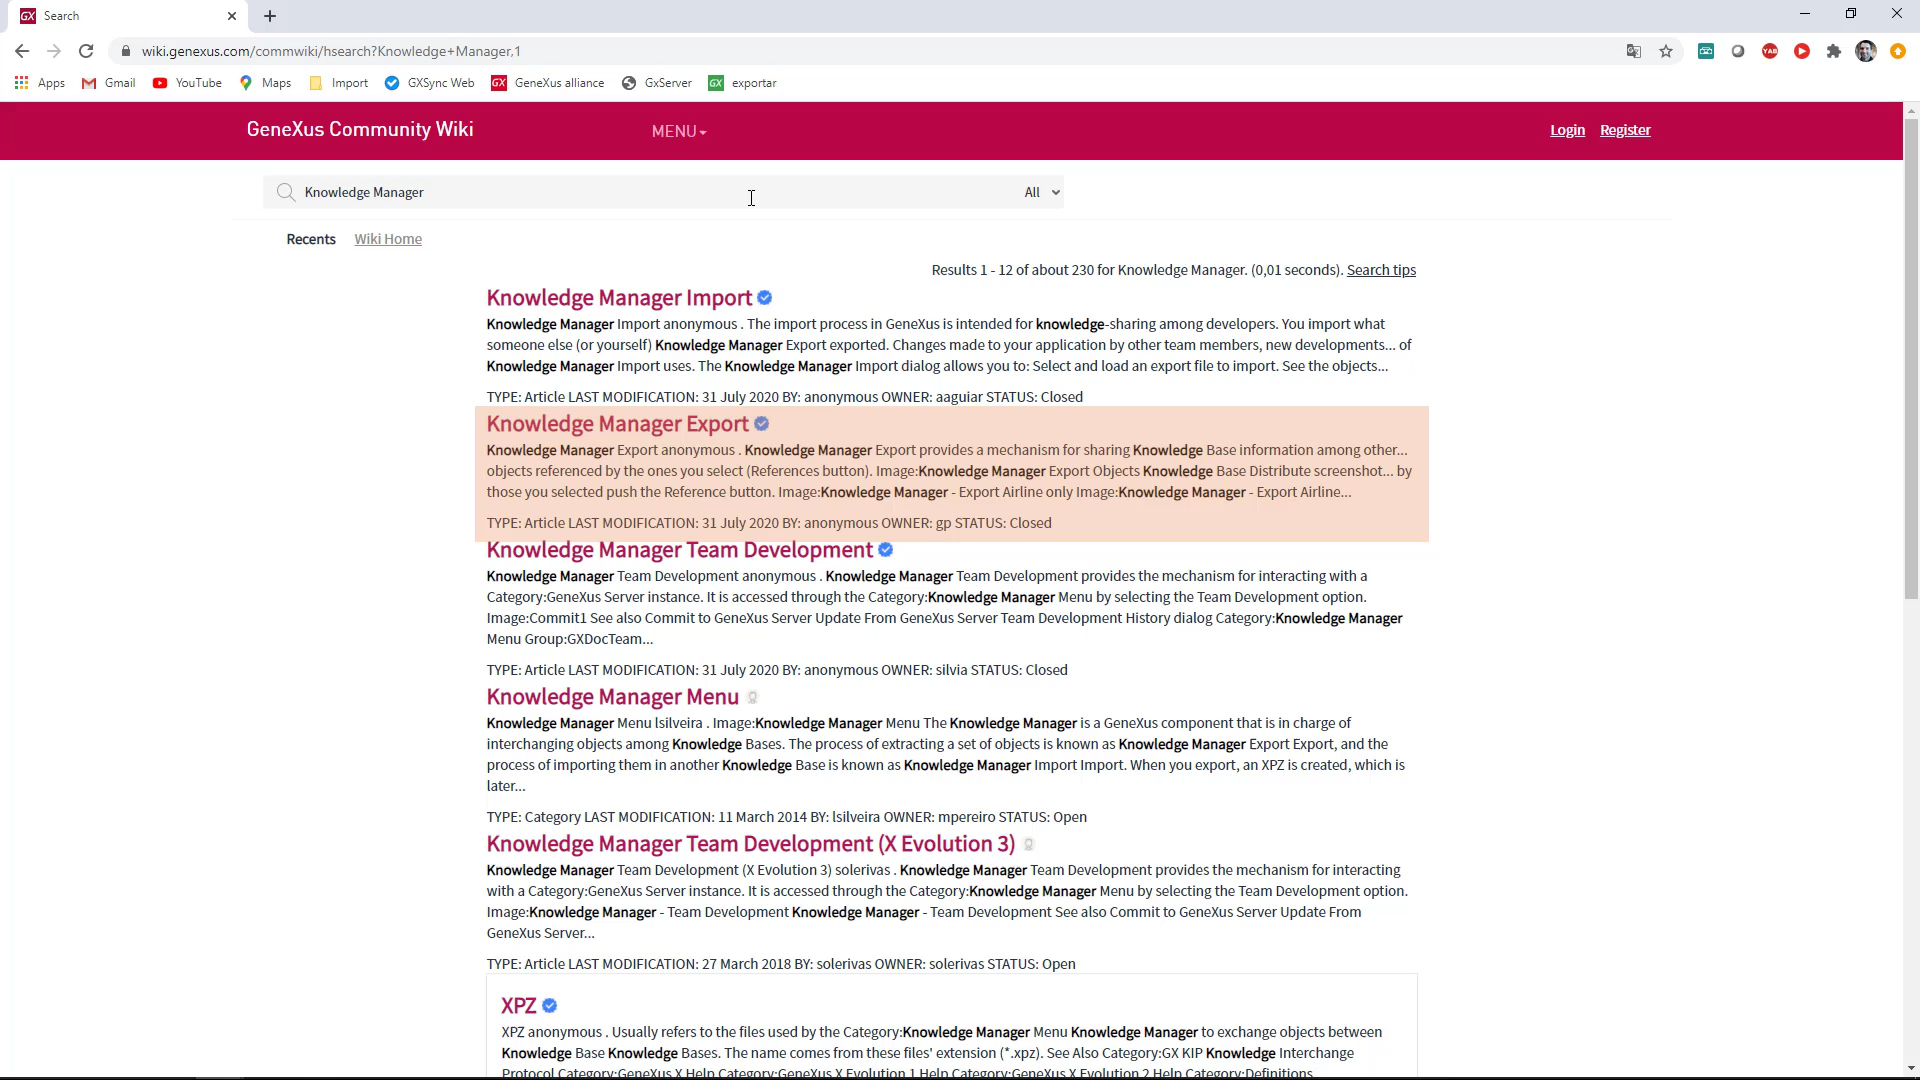 GX Search
wiki.genexus.com/commwiki/hsearch?Knowledge+Manager,1
YAB
Apps Gmail YouTube Maps Import GXSync Web GX GeneXus alliance GxServer GX exportar
GeneXus Community Wiki MENU Login Register
Knowledge Manager All
Recents Wiki Home
Results 1 - 12 of about 230 for Knowledge Manager. (0,01 seconds). Search tips
Knowledge Manager Import
Knowledge Manager Import anonymous . The import process in GeneXus is intended for knowledge-sharing among developers. You import what
someone else (or yourself) Knowledge Manager Export exported. Changes made to your application by other team members, new developments... of
Knowledge Manager Import uses. The Knowledge Manager Import dialog allows you to: Select and load an export file to import. See the objects...
TYPE: Article LAST MODIFICATION: 31 July 2020 BY: anonymous OWNER: aaguiar STATUS: Closed
Knowledge Manager Export
Knowledge Manager Export anonymous . Knowledge Manager Export provides a mechanism for sharing Knowledge Base information among other...
objects referenced by the ones you select (References button). Image:Knowledge Manager Export Objects Knowledge Base Distribute screenshot... by
those you selected push the Reference button. Image:Knowledge Manager - Export Airline only Image:Knowledge Manager - Export Airline...
TYPE: Article LAST MODIFICATION: 31 July 2020 BY: anonymous OWNER: gp STATUS: Closed
Knowledge Manager Team Development
Knowledge Manager Team Development anonymous . Knowledge Manager Team Development provides the mechanism for interacting with a
Category:GeneXus Server instance. It is accessed through the Category:Knowledge Manager Menu by selecting the Team Development option.
Image:Commit1 See also Commit to GeneXus Server Update From GeneXus Server Team Development History dialog Category:Knowledge Manager
Menu Group:GXDocTeam...
TYPE: Article LAST MODIFICATION: 31 July 2020 BY: anonymous OWNER: silvia STATUS: Closed
Knowledge Manager Menu
Knowledge Manager Menu lsilveira . Image:Knowledge Manager Menu The Knowledge Manager is a GeneXus component that is in charge of
interchanging objects among Knowledge Bases. The process of extracting a set of objects is known as Knowledge Manager Export Export, and the
process of importing them in another Knowledge Base is known as Knowledge Manager Import Import. When you export, an XPZ is created, which is
later...
TYPE: Category LAST MODIFICATION: 11 March 2014 BY: lsilveira OWNER: mpereiro STATUS: Open
Knowledge Manager Team Development (X Evolution 3)
Knowledge Manager Team Development (X Evolution 3) solerivas . Knowledge Manager Team Development provides the mechanism for interacting
with a Category:GeneXus Server instance. It is accessed through the Category:Knowledge Manager Menu by selecting the Team Development option.
Image:Knowledge Manager - Team Development Knowledge Manager - Team Development See also Commit to GeneXus Server Update From
GeneXus Server...
TYPE: Article LAST MODIFICATION: 27 March 2018 BY: solerivas OWNER: solerivas STATUS: Open
XPZ
XPZ anonymous . Usually refers to the files used by the Category:Knowledge Manager Menu Knowledge Manager to exchange objects between
Knowledge Base Knowledge Bases. The name comes from these files' extension (*.xpz). See Also Category:GX KIP Knowledge Interchange
Protocol Category:GeneXus X Help Category:GeneXus X Evolution 1 Help Category:GeneXus X Evolution 2 Help Category:Definitions